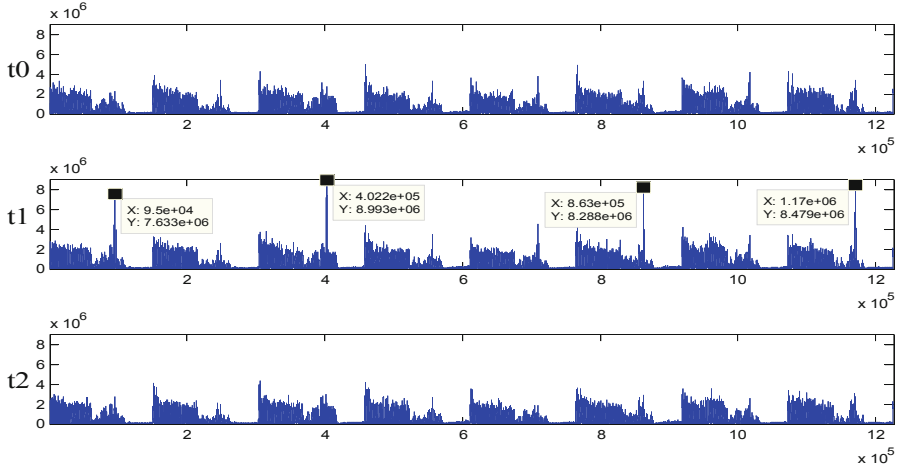 x 10^6
8
6
4
2
0
t0
2 4 6 8 10 12
x 10^5
x 10^6
8
6
4
2
0
t1
X: 9.5e+04
Y: 7.633e+06
X: 4.022e+05
Y: 8.993e+06
X: 8.63e+05
Y: 8.288e+06
X: 1.17e+06
Y: 8.479e+06
2 4 6 8 10 12
x 10^5
x 10^6
8
6
4
2
0
t2
2 4 6 8 10 12
x 10^5